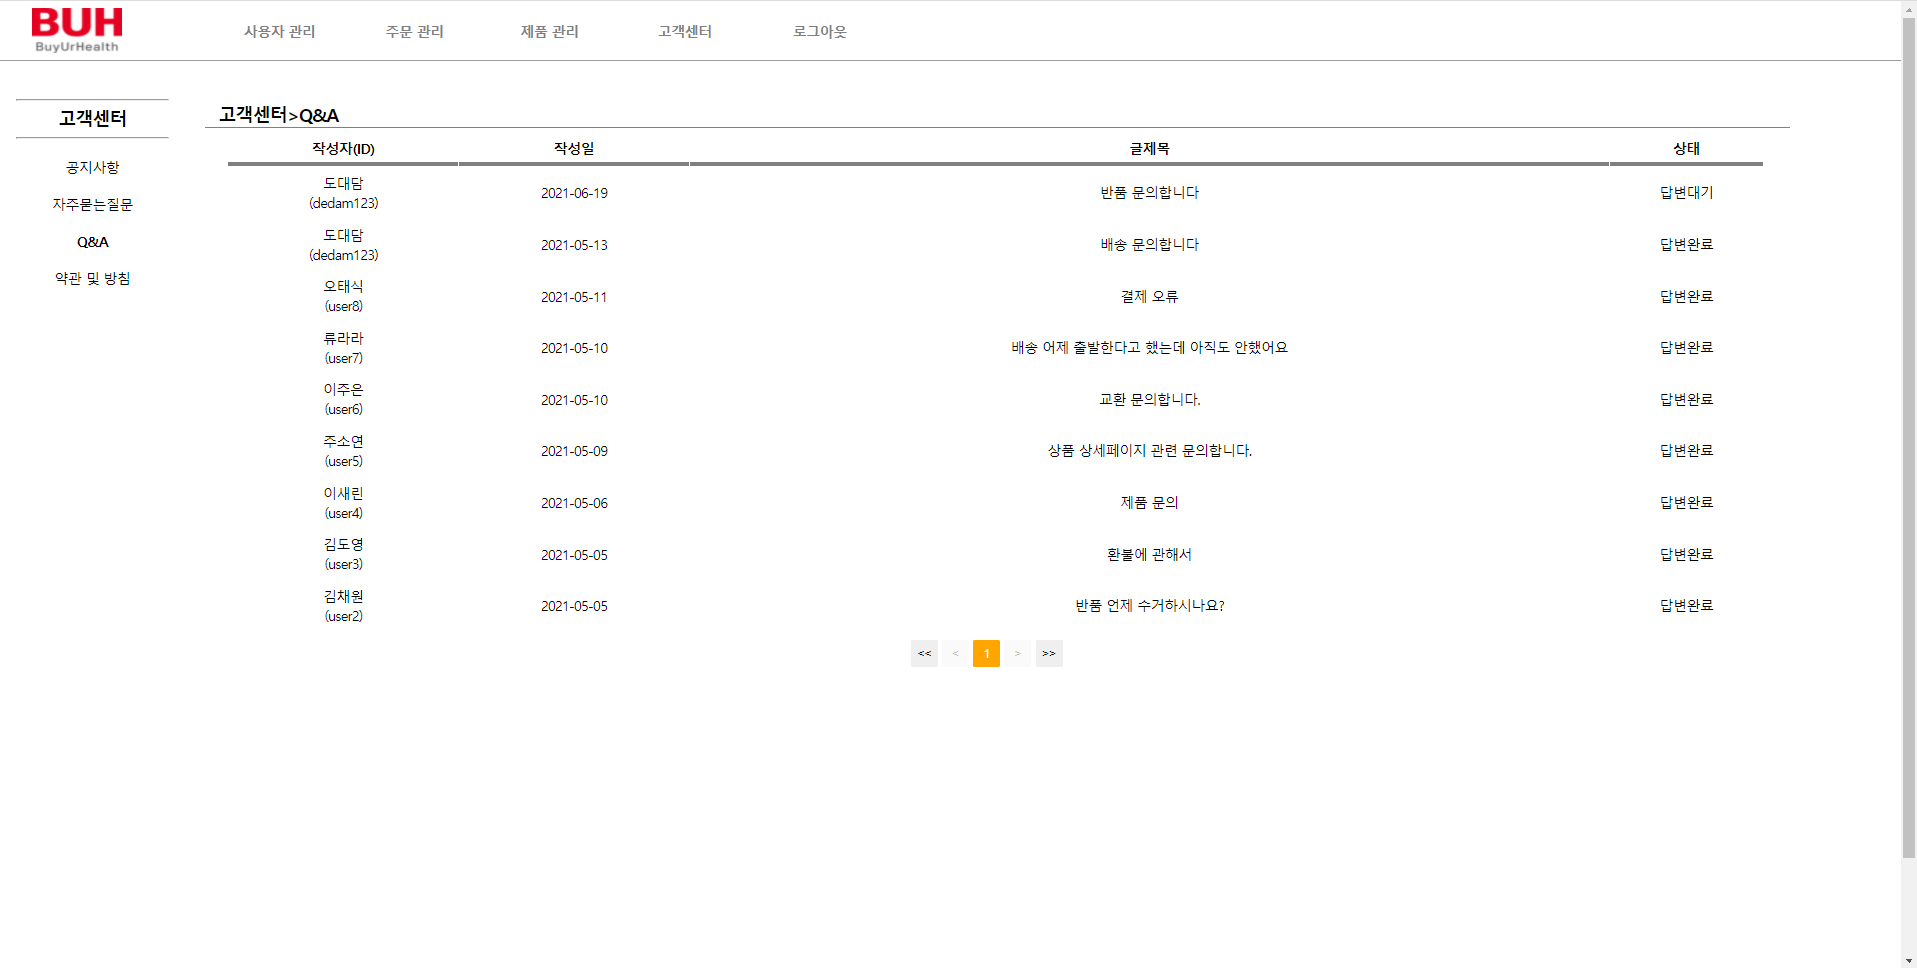 BUH
BuyUrHealth
사용자 관리 주문 관리 제품 관리 고객센터 로그아웃
고객센터
공지사항
자주묻는질문
Q&A
약관 및 방침
고객센터>Q&A
작성자(ID) 작성일 글제목 상태
도대담
(dedam123) 2021-06-19 반품 문의합니다 답변대기
도대담
(dedam123) 2021-05-13 배송 문의합니다 답변완료
오태식
(user8) 2021-05-11 결제 오류 답변완료
류라라
(user7) 2021-05-10 배송 어제 출발한다고 했는데 아직도 안했어요 답변완료
이주은
(user6) 2021-05-10 교환 문의합니다. 답변완료
주소연
(user5) 2021-05-09 상품 상세페이지 관련 문의합니다. 답변완료
이새린
(user4) 2021-05-06 제품 문의 답변완료
김도영
(user3) 2021-05-05 환불에 관해서 답변완료
김채원
(user2) 2021-05-05 반품 언제 수거하시나요? 답변완료
<< < 1 > >>